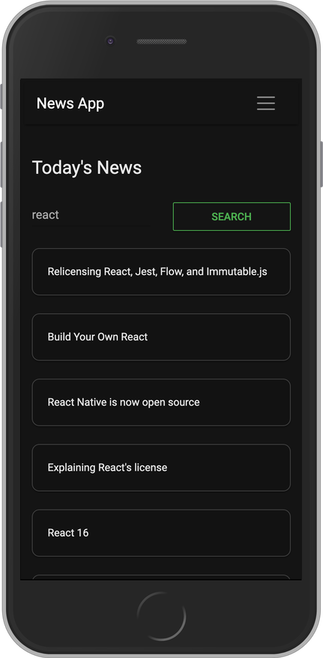 News App
Today's News
react
SEARCH
Relicensing React, Jest, Flow, and Immutable.js
Build Your Own React
React Native is now open source
Explaining React's license
React 16